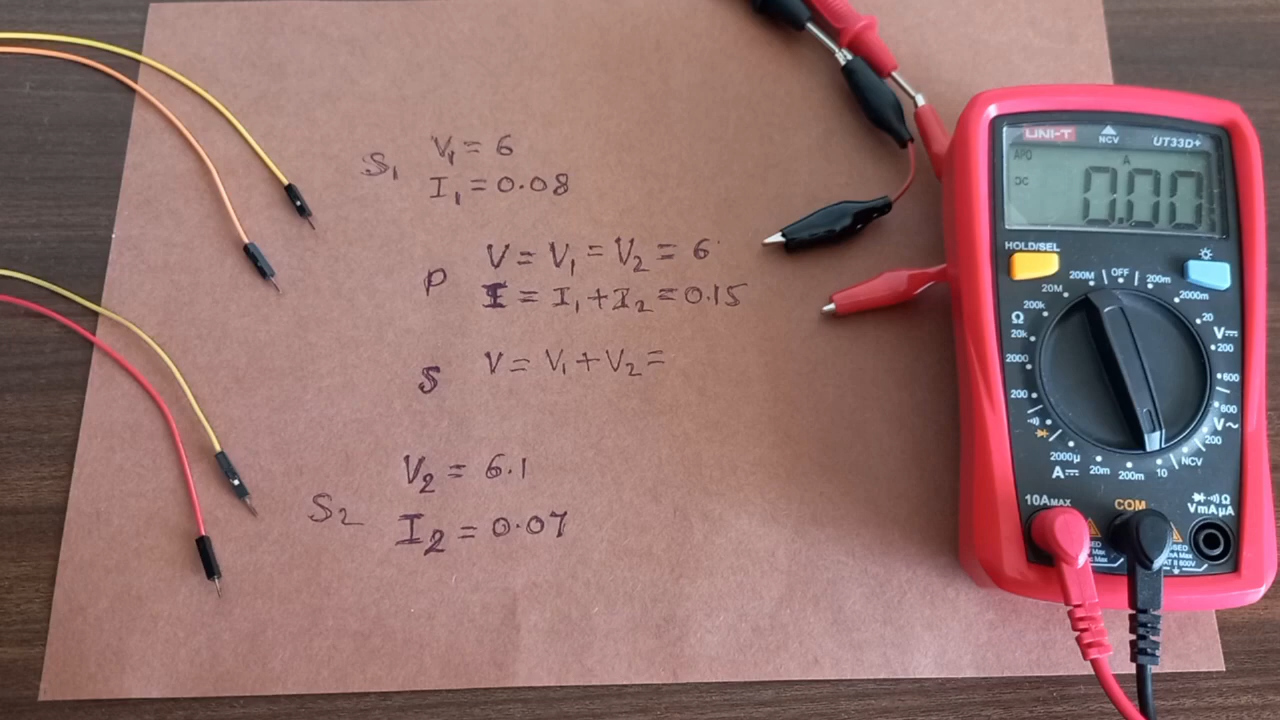 S₁
V₁ = 6
I₁ = 0.08
P
V = V₁ = V₂ = 6
I = I₁ + I₂ = 0.15
S
V = V₁ + V₂ =
S₂
V₂ = 6.1
I₂ = 0.07
UNI-T
NCV
UT33D+
APO
A
DC
0.00
HOLD/SEL
200M
OFF
200m
20M
2000m
200k
20
Ω
V
20k
200
2000
600
200
600
V~
200
2000µ
NCV
A
20m
200m
10
10A MAX
COM
Ω
VmAµA